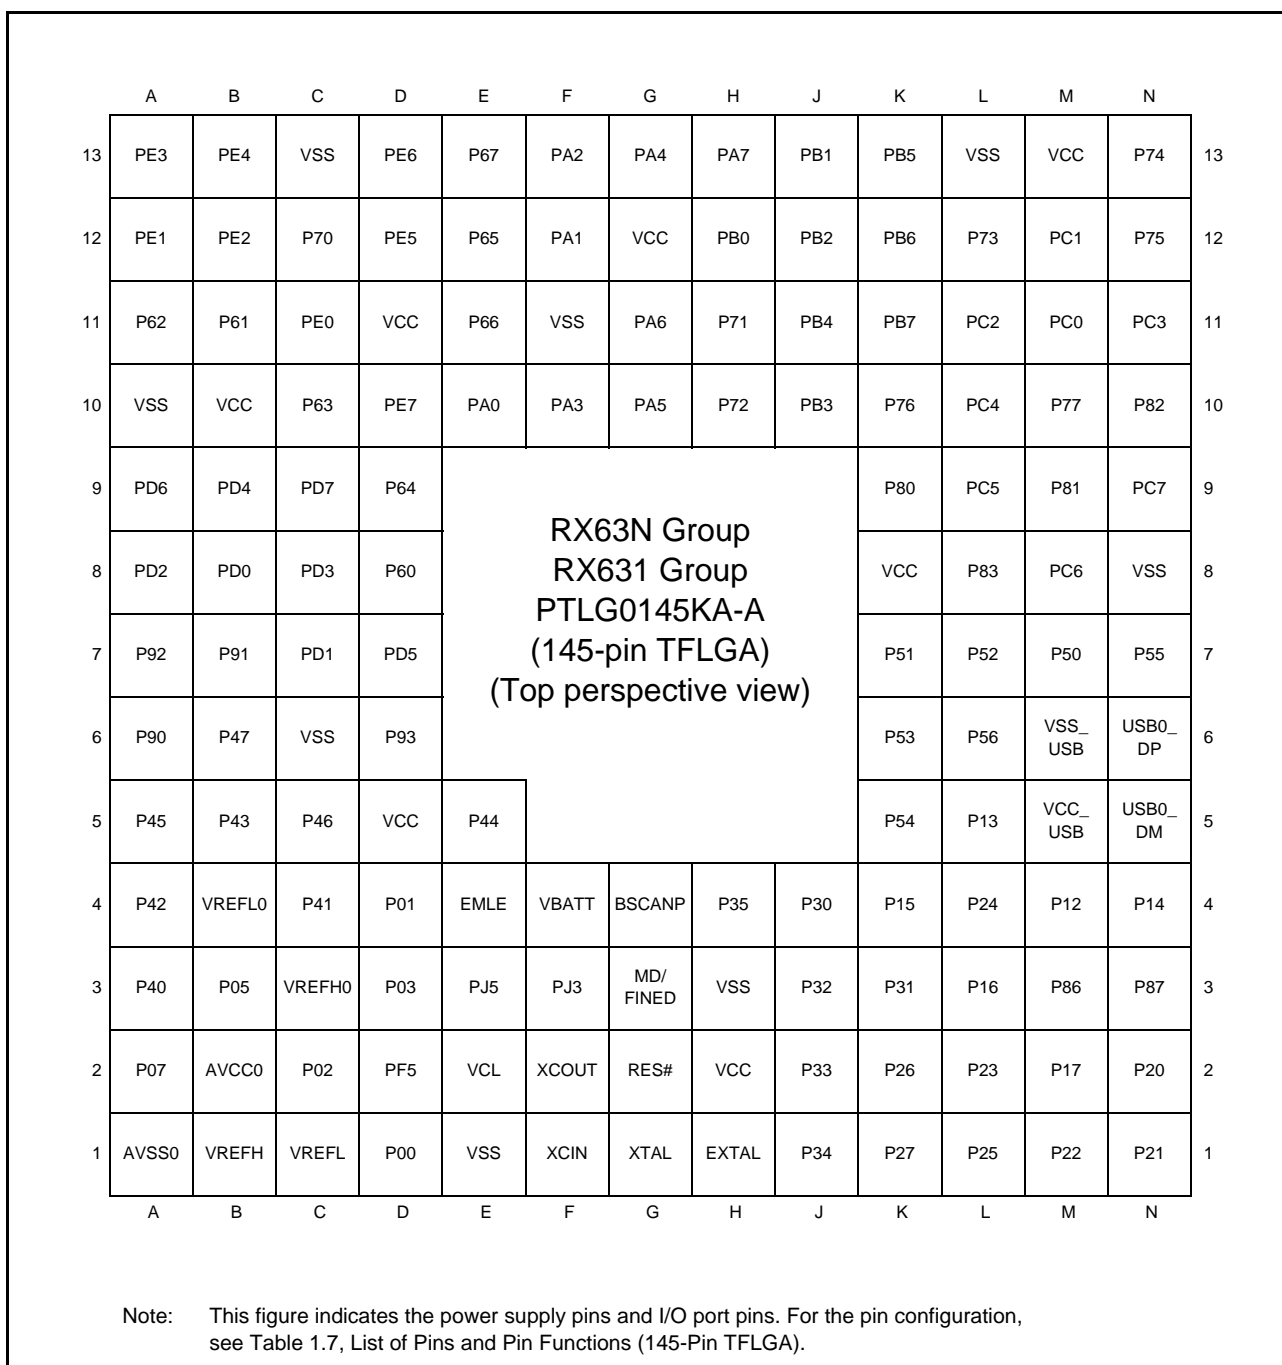 A B C D E F G H J K L M N
13 PE3 PE4 VSS PE6 P67 PA2 PA4 PA7 PB1 PB5 VSS VCC P74 13
12 PE1 PE2 P70 PE5 P65 PA1 VCC PB0 PB2 PB6 P73 PC1 P75 12
11 P62 P61 PE0 VCC P66 VSS PA6 P71 PB4 PB7 PC2 PC0 PC3 11
10 VSS VCC P63 PE7 PA0 PA3 PA5 P72 PB3 P76 PC4 P77 P82 10
9 PD6 PD4 PD7 P64 P80 PC5 P81 PC7 9
RX63N Group
8 PD2 PD0 PD3 P60 RX631 Group VCC P83 PC6 VSS 8
PTLG0145KA-A
7 P92 P91 PD1 PD5 (145-pin TFLGA) P51 P52 P50 P55 7
(Top perspective view)
6 P90 P47 VSS P93 P53 P56 VSS_ USB USB0_ DP 6
5 P45 P43 P46 VCC P44 P54 P13 VCC_ USB USB0_ DM 5
4 P42 VREFL0 P41 P01 EMLE VBATT BSCANP P35 P30 P15 P24 P12 P14 4
3 P40 P05 VREFH0 P03 PJ5 PJ3 MD/ FINED VSS P32 P31 P16 P86 P87 3
2 P07 AVCC0 P02 PF5 VCL XCOUT RES# VCC P33 P26 P23 P17 P20 2
1 AVSS0 VREFH VREFL P00 VSS XCIN XTAL EXTAL P34 P27 P25 P22 P21 1
A B C D E F G H J K L M N
Note: This figure indicates the power supply pins and I/O port pins. For the pin configuration,
see Table 1.7, List of Pins and Pin Functions (145-Pin TFLGA).